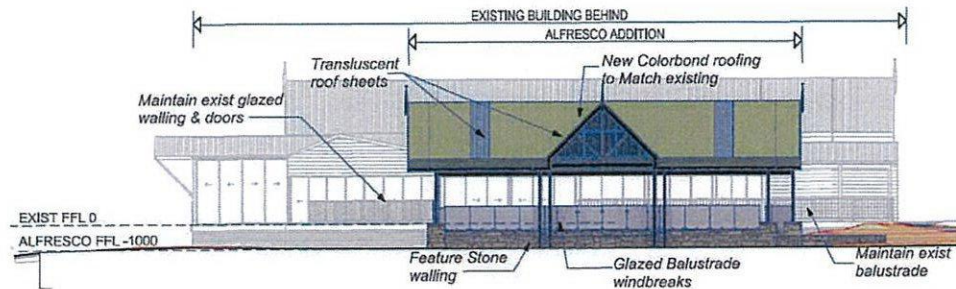 EXISTING BUILDING BEHIND
ALFRESCO ADDITION
Transluscent
roof sheets
New Colorbond roofing
to Match existing
Maintain exist glazed
walling & doors
EXIST FFL 0
ALFRESCO FFL -1000
Feature Stone
walling
Glazed Balustrade
windbreaks
Maintain exist
balustrade